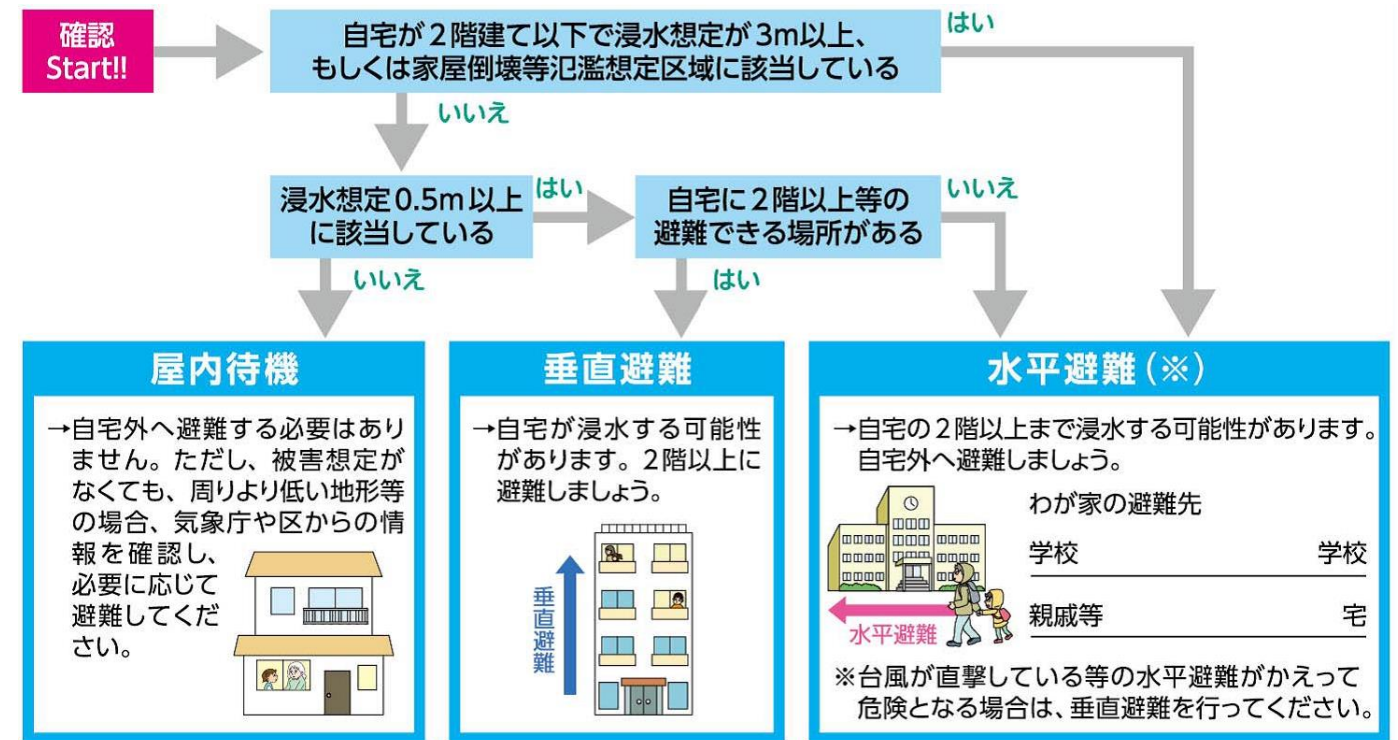 確認
Start!!
自宅が2階建て以下で浸水想定が3m以上、
もしくは家屋倒壊等氾濫想定区域に該当している
はい
いいえ
浸水想定0.5m以上
に該当している
はい
自宅に2階以上等の
避難できる場所がある
いいえ
いいえ
はい
屋内待機
→自宅外へ避難する必要はあり
ません。ただし、被害想定が
なくても、周りより低い地形等
の場合、気象庁や区からの情
報を確認し、
必要に応じて
避難してくだ
さい。
垂直避難
→自宅が浸水する可能性
があります。2階以上に
避難しましょう。
垂直避難
水平避難(※)
→自宅の2階以上まで浸水する可能性があります。
自宅外へ避難しましょう。
わが家の避難先
学校 学校
親戚等 宅
水平避難
※台風が直撃している等の水平避難がかえって
危険となる場合は、垂直避難を行ってください。